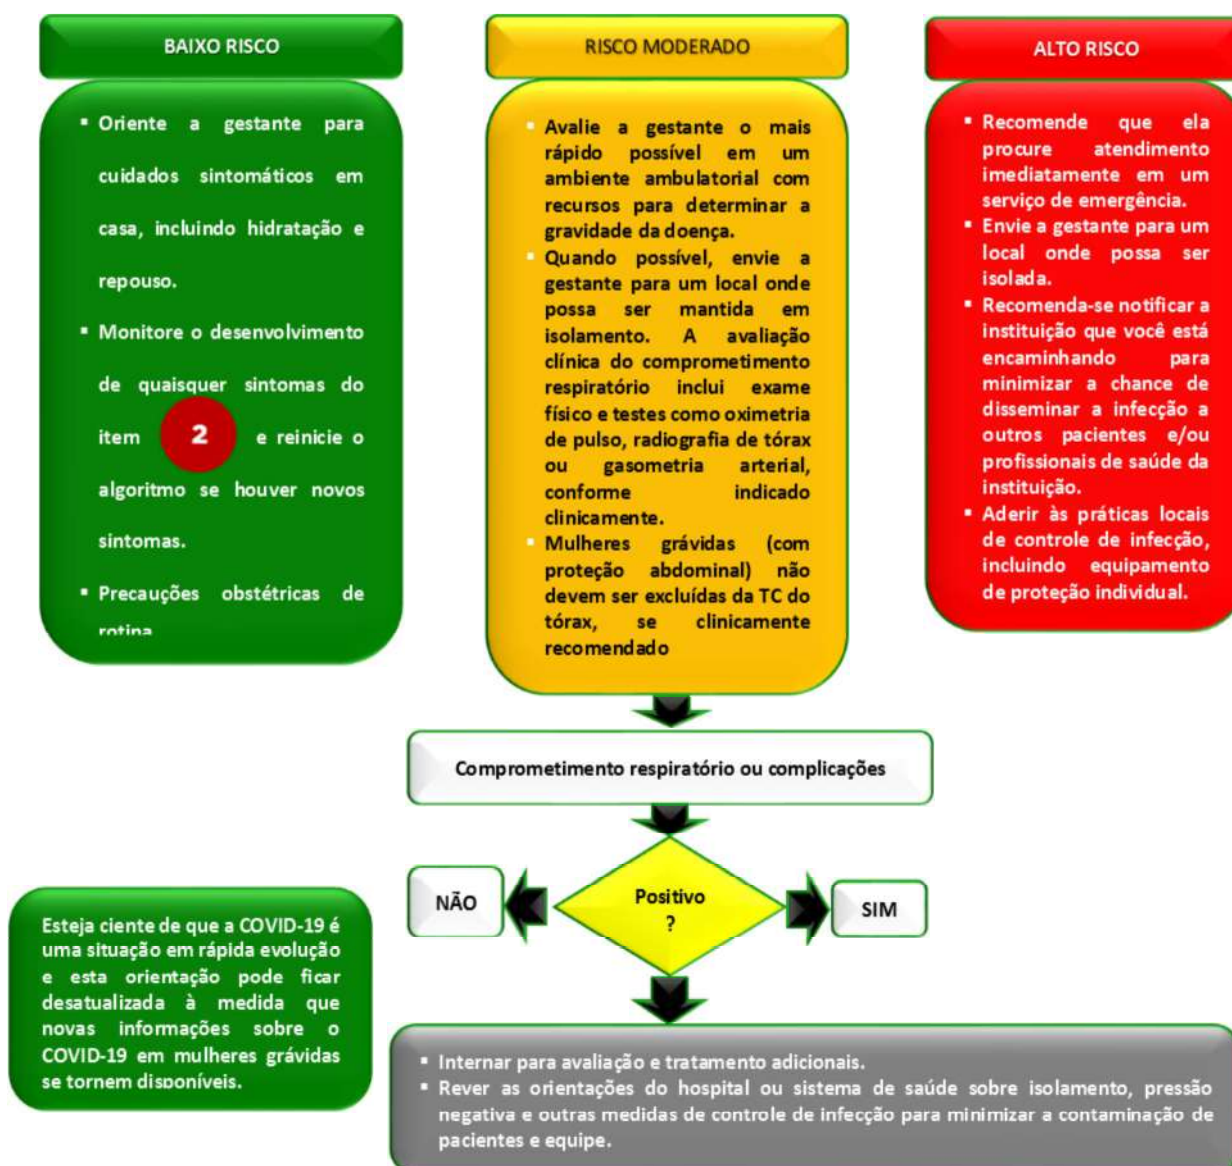 BAIXO RISCO
▪ Oriente a gestante para
cuidados sintomáticos em
casa, incluindo hidratação e
repouso.
▪ Monitore o desenvolvimento
de quaisquer sintomas do
item 2 e reinicie o
algoritmo se houver novos
sintomas.
▪ Precauções obstétricas de
rotina
RISCO MODERADO
▪ Avalie a gestante o mais
rápido possível em um
ambiente ambulatorial com
recursos para determinar a
gravidade da doença.
▪ Quando possível, envie a
gestante para um local onde
possa ser mantida em
isolamento. A avaliação
clínica do comprometimento
respiratório inclui exame
físico e testes como oximetria
de pulso, radiografia de tórax
ou gasometria arterial,
conforme indicado
clinicamente.
▪ Mulheres grávidas (com
proteção abdominal) não
devem ser excluídas da TC do
tórax, se clinicamente
recomendado
ALTO RISCO
▪ Recomende que ela
procure atendimento
imediatamente em um
serviço de emergência.
▪ Envie a gestante para um
local onde possa ser
isolada.
▪ Recomenda-se notificar a
instituição que você está
encaminhando para
minimizar a chance de
disseminar a infecção a
outros pacientes e/ou
profissionais de saúde da
instituição.
▪ Aderir às práticas locais
de controle de infecção,
incluindo equipamento
de proteção individual.
Comprometimento respiratório ou complicações
NÃO
Positivo
?
SIM
Esteja ciente de que a COVID-19 é
uma situação em rápida evolução
e esta orientação pode ficar
desatualizada à medida que
novas informações sobre o
COVID-19 em mulheres grávidas
se tornem disponíveis.
▪ Internar para avaliação e tratamento adicionais.
▪ Rever as orientações do hospital ou sistema de saúde sobre isolamento, pressão
negativa e outras medidas de controle de infecção para minimizar a contaminação de
pacientes e equipe.